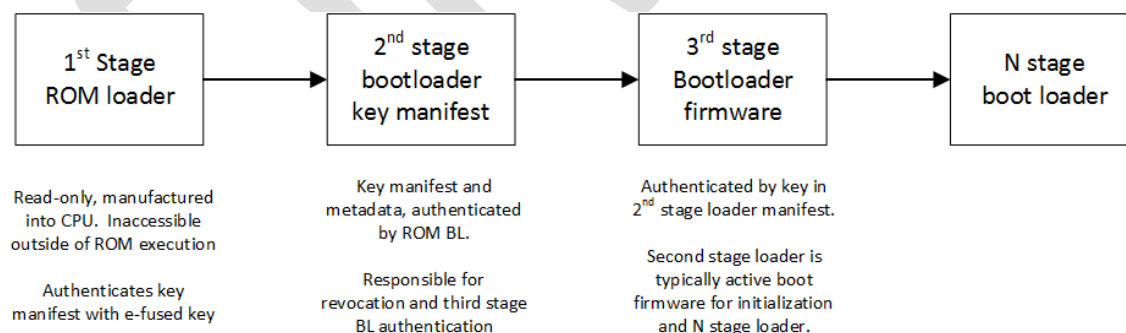 1st Stage
ROM loader
2nd stage
bootloader
key manifest
3rd stage
Bootloader
firmware
N stage
boot loader
Read-only, manufactured
into CPU. Inaccessible
outside of ROM execution
Authenticates key
manifest with e-fused key
Key manifest and
metadata, authenticated
by ROM BL.
Responsible for
revocation and third stage
BL authentication
Authenticated by key in
2nd stage loader manifest.
Second stage loader is
typically active boot
firmware for initialization
and N stage loader.